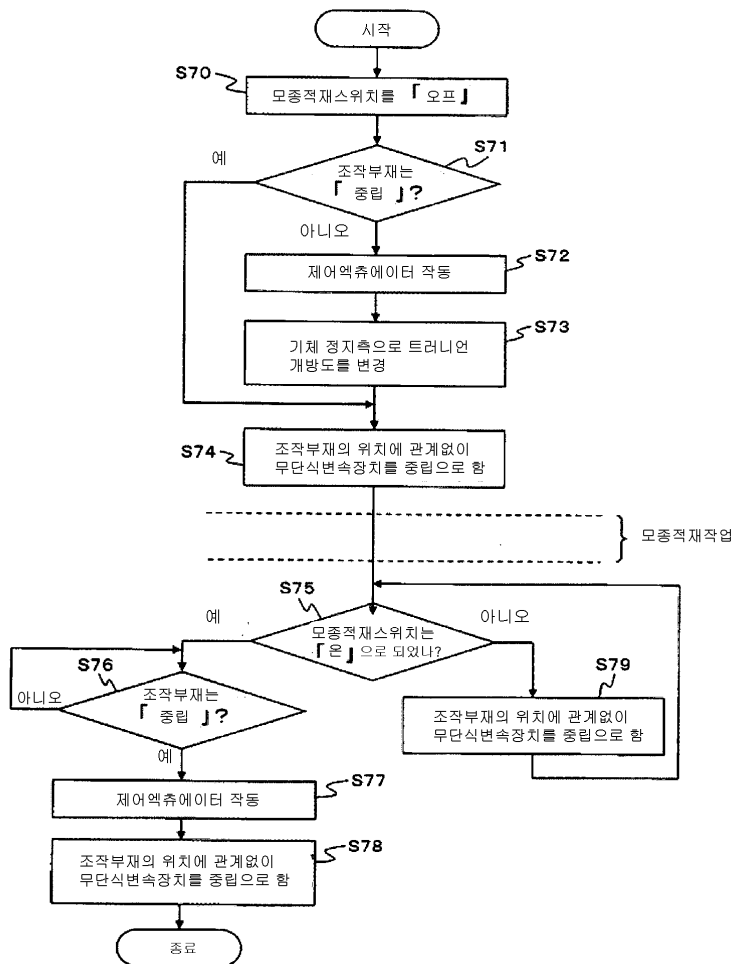 시작
S70
모종적재스위치를 「오프」
S71
예
조작부재는
「 중립 」?
아니오
S72
제어엑츄에이터 작동
S73
기체 정지측으로 트러니언
개방도를 변경
S74
조작부재의 위치에 관계없이
무단식변속장치를 중립으로 함
모종적재작업
S75
예
아니오
모종적재스위치는
「온」으로 되었나?
S76
아니오
조작부재는
「 중립 」?
예
S79
조작부재의 위치에 관계없이
무단식변속장치를 중립으로 함
S77
제어엑츄에이터 작동
S78
조작부재의 위치에 관계없이
무단식변속장치를 중립으로 함
종료